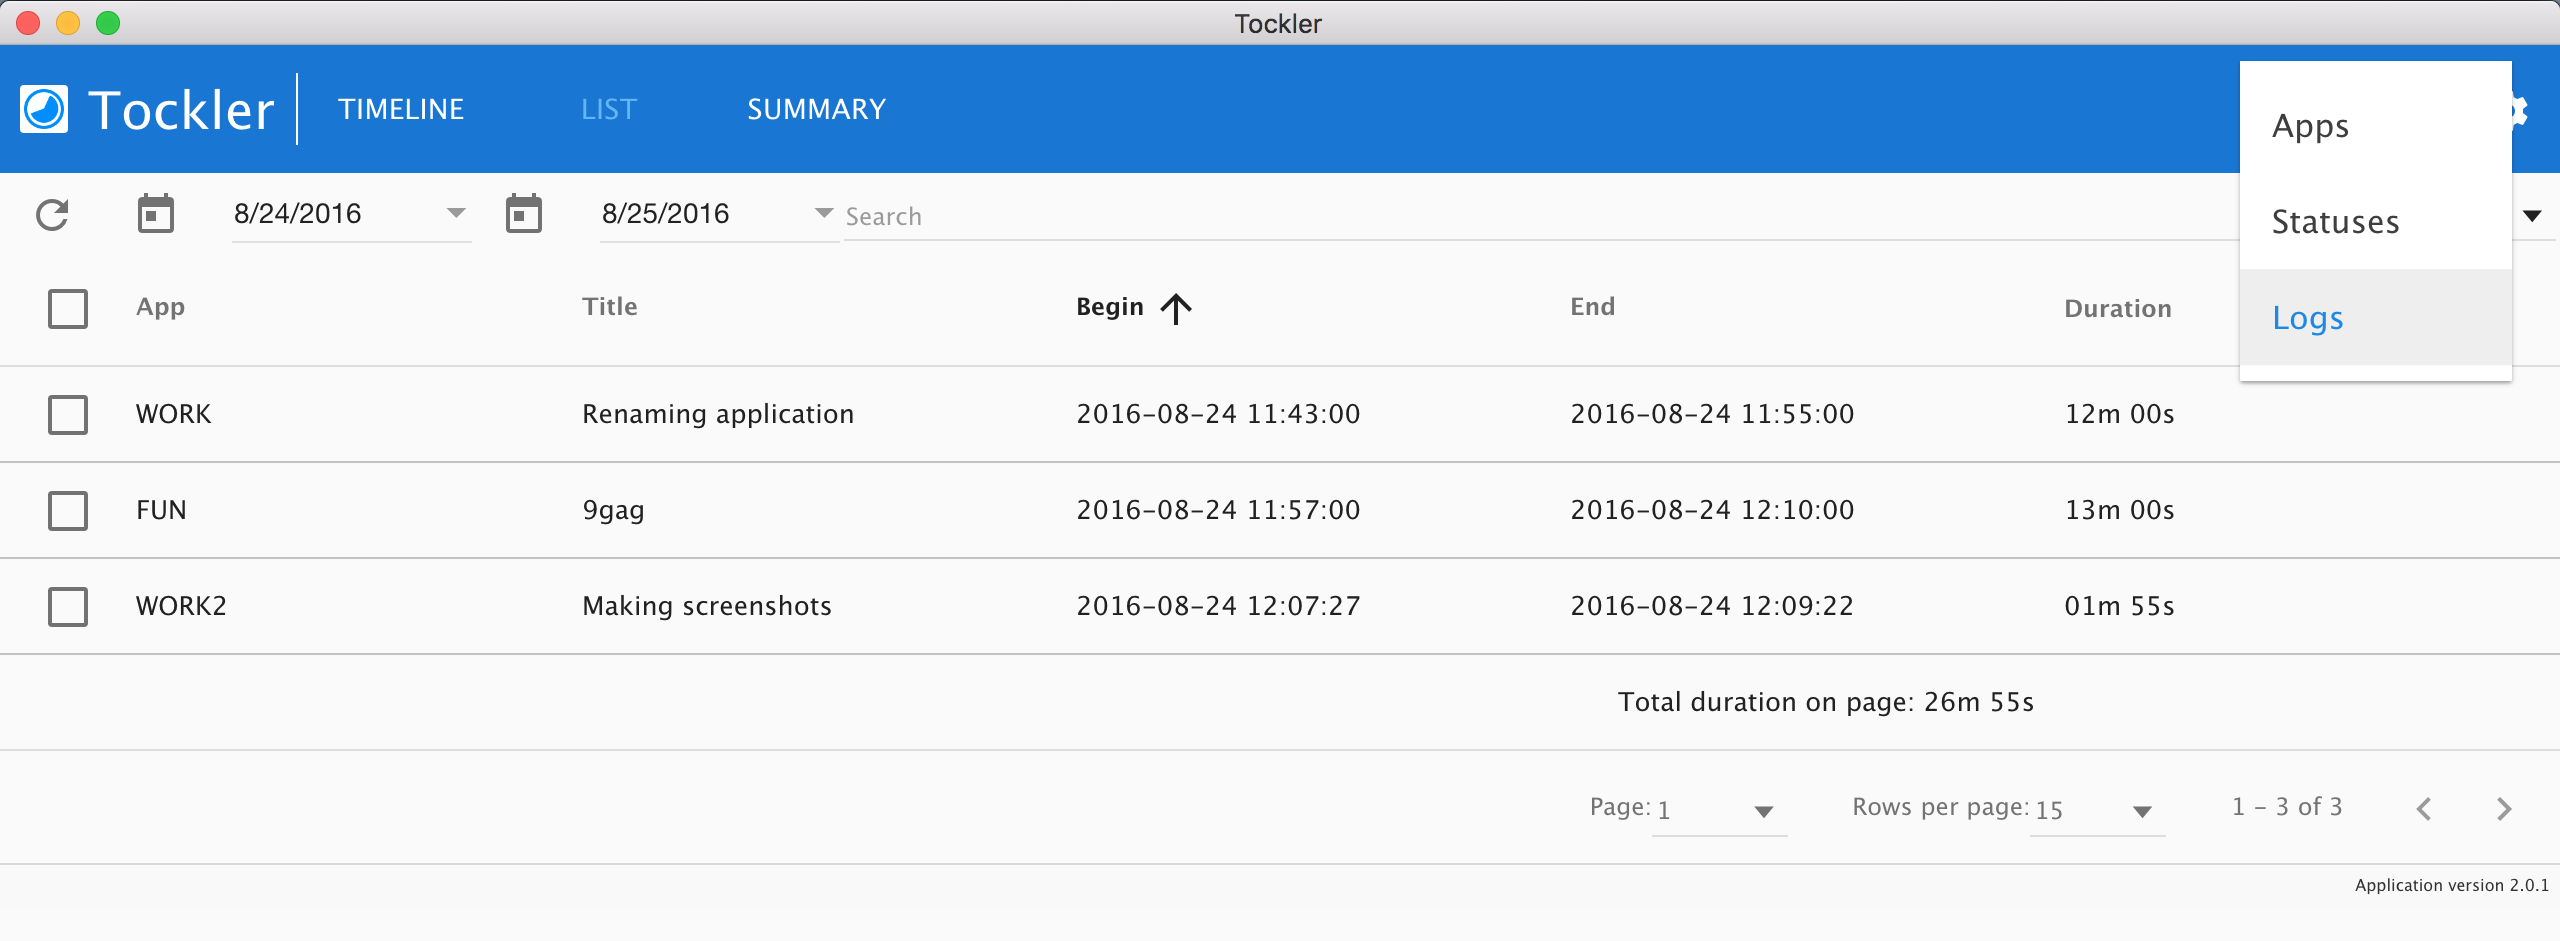 Tockler
Tockler TIMELINE LIST SUMMARY
Apps
Statuses
Logs
8/24/2016 8/25/2016 Search
App Title Begin End Duration
WORK Renaming application 2016-08-24 11:43:00 2016-08-24 11:55:00 12m 00s
FUN 9gag 2016-08-24 11:57:00 2016-08-24 12:10:00 13m 00s
WORK2 Making screenshots 2016-08-24 12:07:27 2016-08-24 12:09:22 01m 55s
Total duration on page: 26m 55s
Page: 1 Rows per page: 15 1 - 3 of 3
Application version 2.0.1